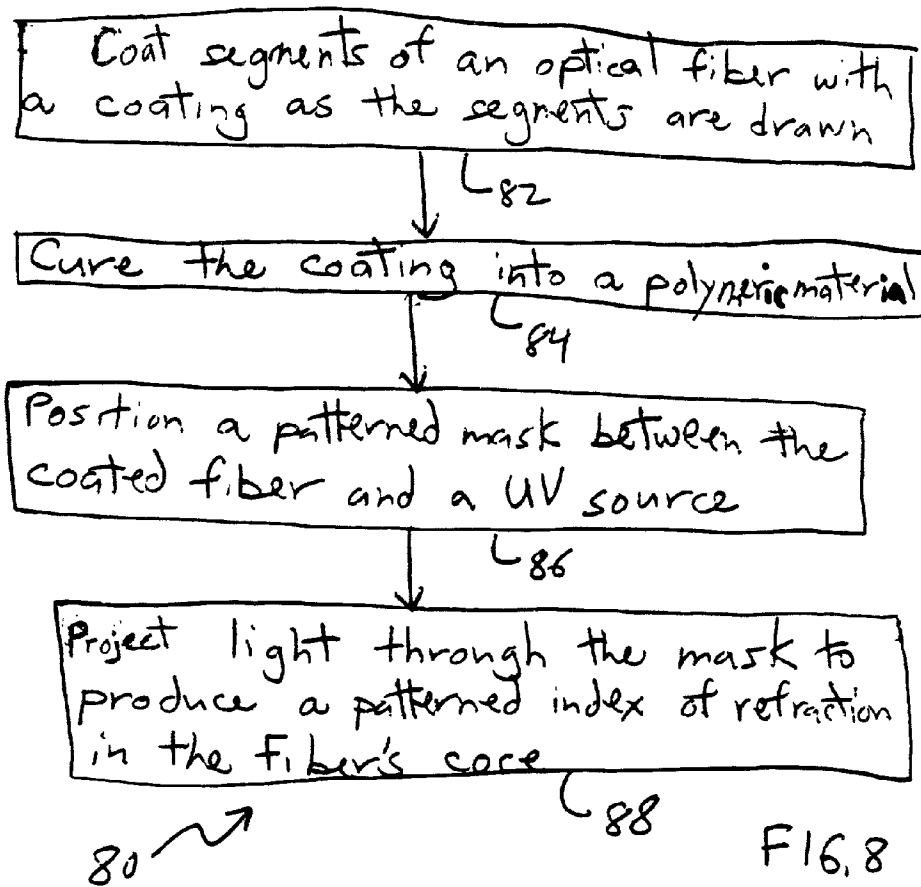 Coat segments of an optical fiber with
a coating as the segments are drawn
82
Cure the coating into a polymeric material
84
Position a patterned mask between the
coated fiber and a UV source
86
Project light through the mask to
produce a patterned index of refraction
in the fiber's core
88
80
FIG. 8